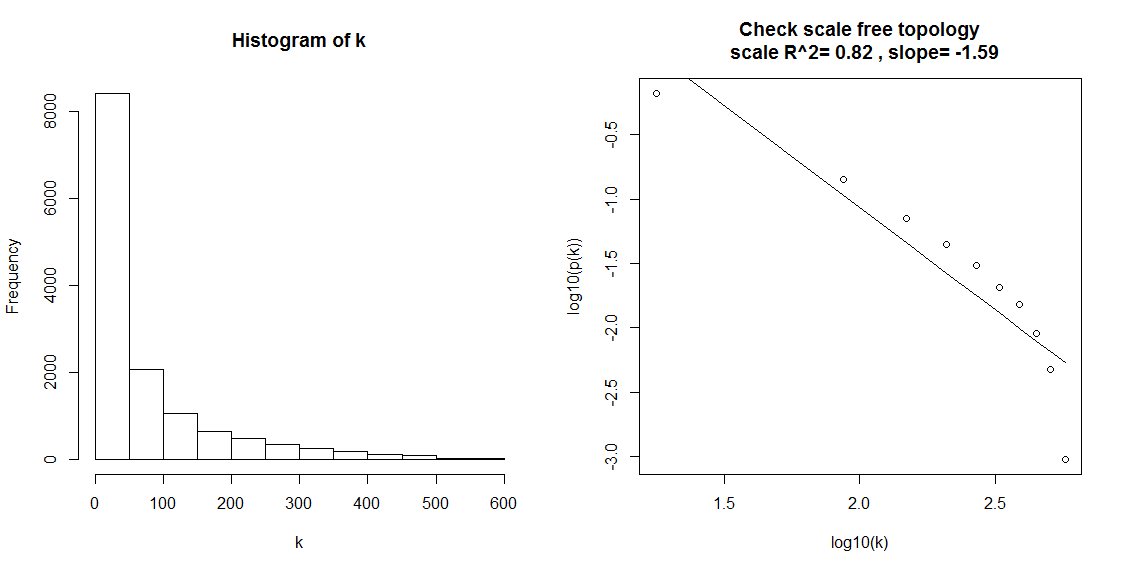 Histogram of k
Frequency
8000
6000
4000
2000
0
0 100 200 300 400 500 600
k
Check scale free topology
scale R^2= 0.82 , slope= -1.59
log10(p(k))
-0.5
-1.0
-1.5
-2.0
-2.5
-3.0
1.5 2.0 2.5
log10(k)